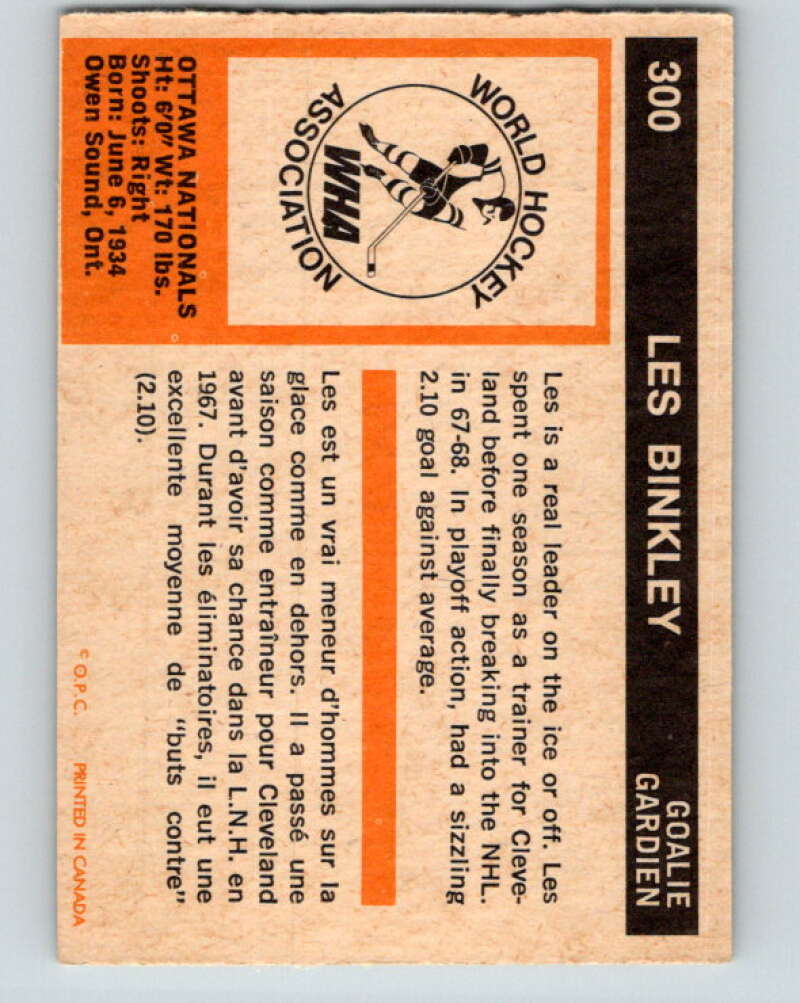 300
LES BINKLEY
GOALIE
GARDIEN
WORLD HOCKEY
ASSOCIATION
WHA
OTTAWA NATIONALS
Ht: 6'0" Wt: 170 lbs.
Shoots: Right
Born: June 6, 1934
Owen Sound, Ont.
Les is a real leader on the ice or off. Les
spent one season as a trainer for Cleve-
land before finally breaking into the NHL.
in 67-68. In playoff action, had a sizzling
2.10 goal against average.
Les est un vrai meneur d'hommes sur la
glace comme en dehors. Il a passé une
saison comme entraîneur pour Cleveland
avant d'avoir sa chance dans la L.N.H. en
1967. Durant les éliminatoires, il eut une
excellente moyenne de "buts contre"
(2.10).
© O.P.C. PRINTED IN CANADA